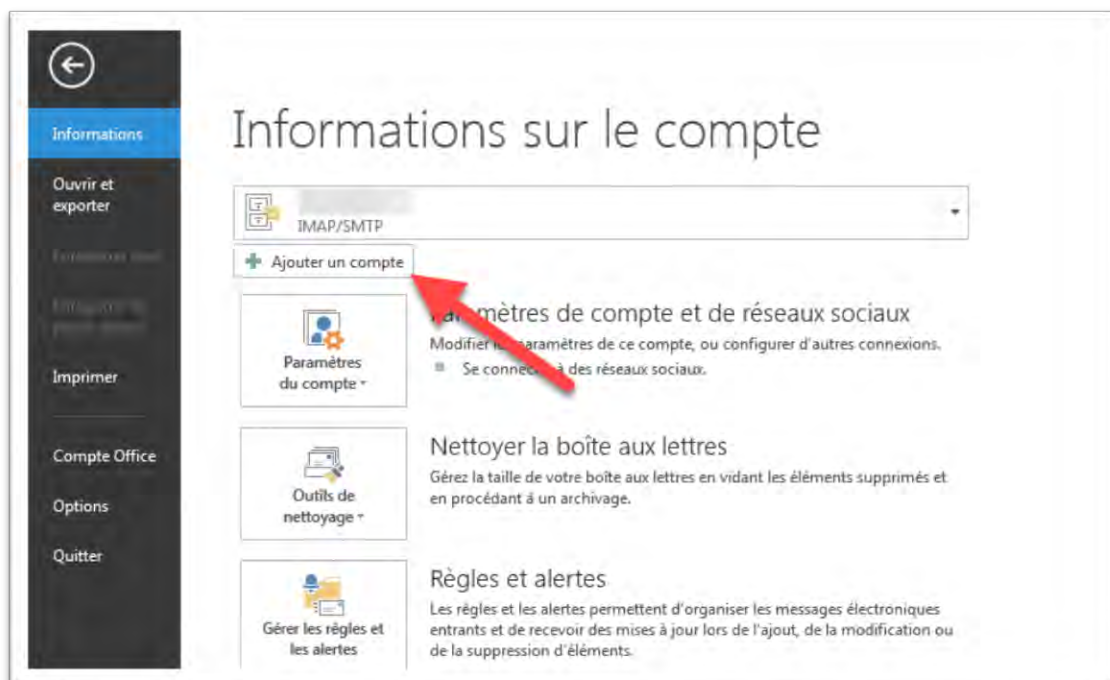 Informations
Ouvrir et
exporter
Imprimer
Compte Office
Options
Quitter
Informations sur le compte
IMAP/SMTP
Ajouter un compte
Paramètres
du compte
mètres de compte et de réseaux sociaux
Modifier paramètres de ce compte, ou configurer d'autres connexions.
Se à des réseaux sociaux.
Outils de
nettoyage
Nettoyer la boîte aux lettres
Gérez la taille de votre boîte aux lettres en vidant les éléments supprimés et
en procédant à un archivage.
Gérer les règles et
les alertes
Règles et alertes
Les règles et les alertes permettent d'organiser les messages électroniques
entrants et de recevoir des mises à jour lors de l'ajout, de la modification ou
de la suppression d'éléments.